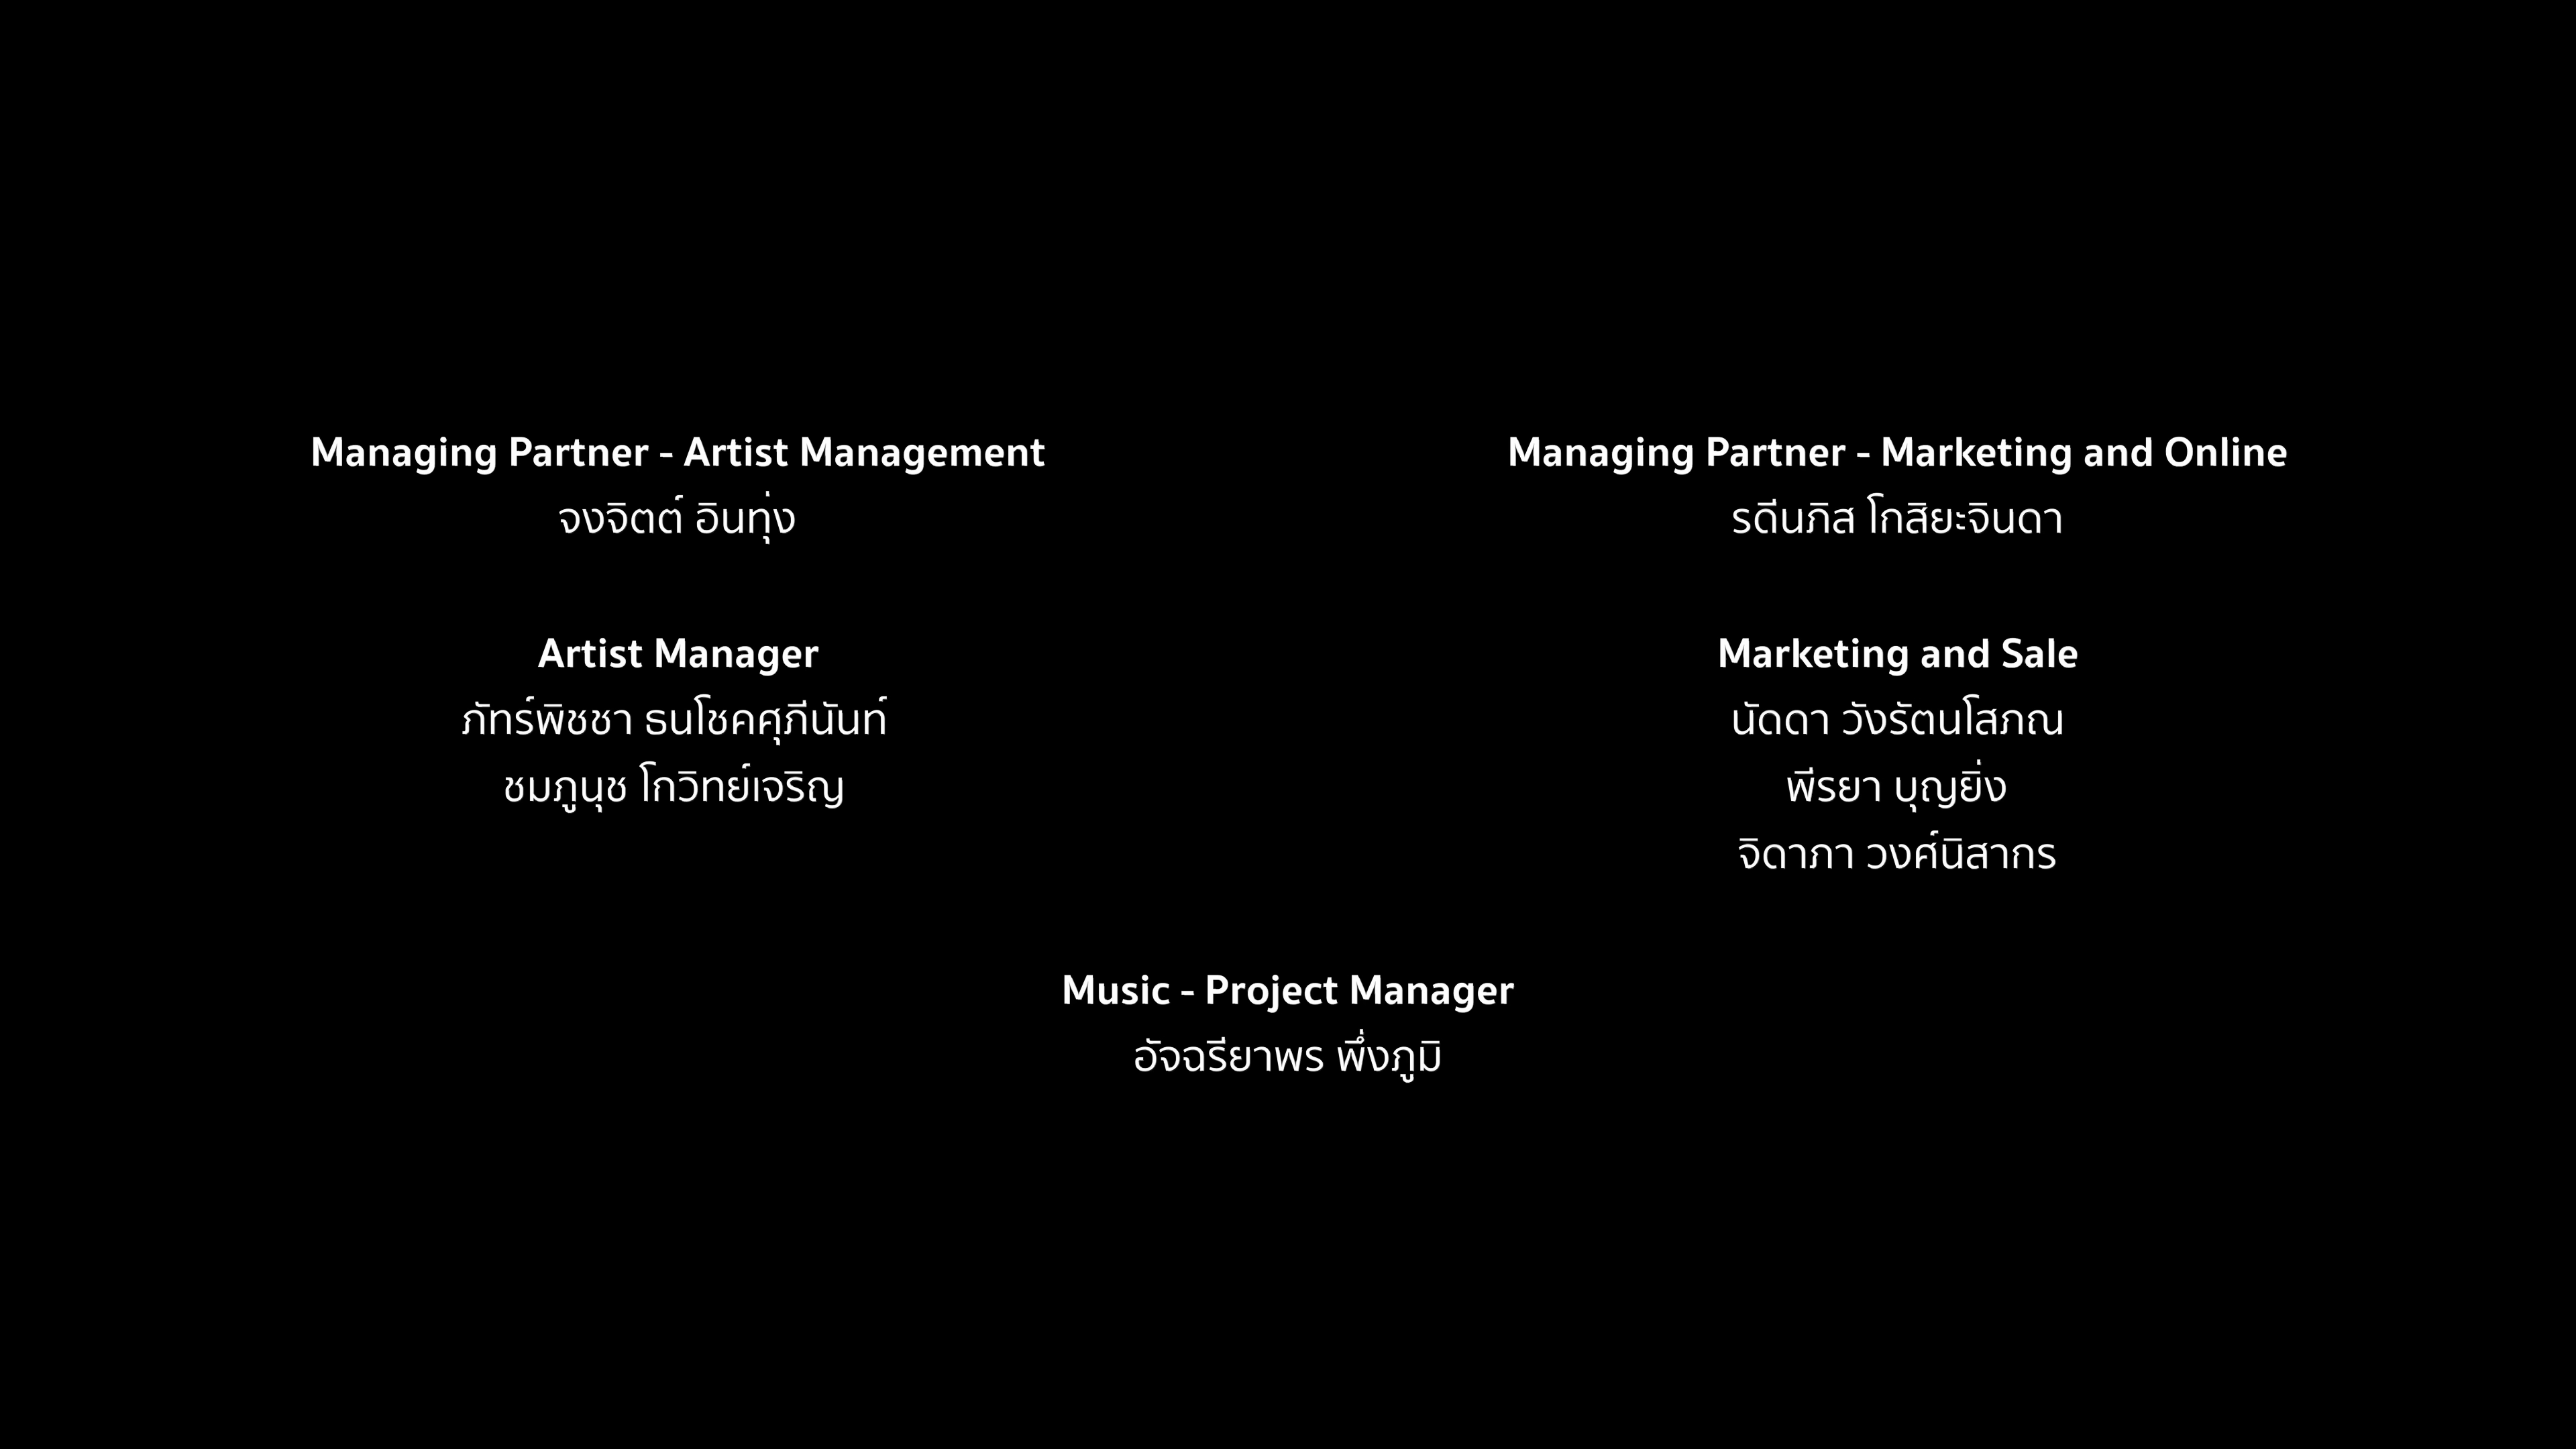 Managing Partner - Artist Management
จงจิตต์ อินทุ่ง
Artist Manager
ภัทร์พิชชา ธนโชคศุภีนันท์
ชมภูนุช โกวิทย์เจริญ
Managing Partner - Marketing and Online
รดีนภิส โกสิยะจินดา
Marketing and Sale
นัดดา วังรัตนโสภณ
พีรยา บุญยิ่ง
จิดาภา วงศ์นิสากร
Music - Project Manager
อัจฉรียาพร พึ่งภูมิ